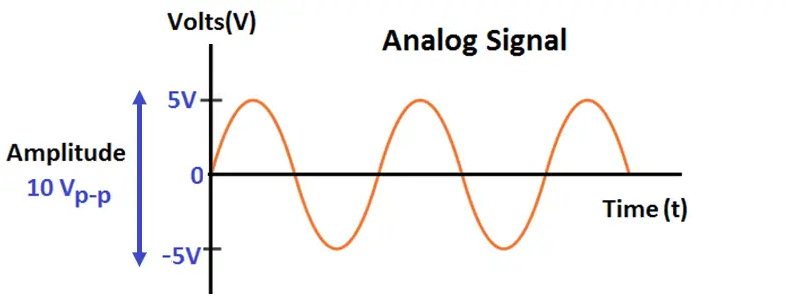 Volts(V)
Analog Signal
5V
Amplitude
10 Vp-p
0
Time (t)
-5V